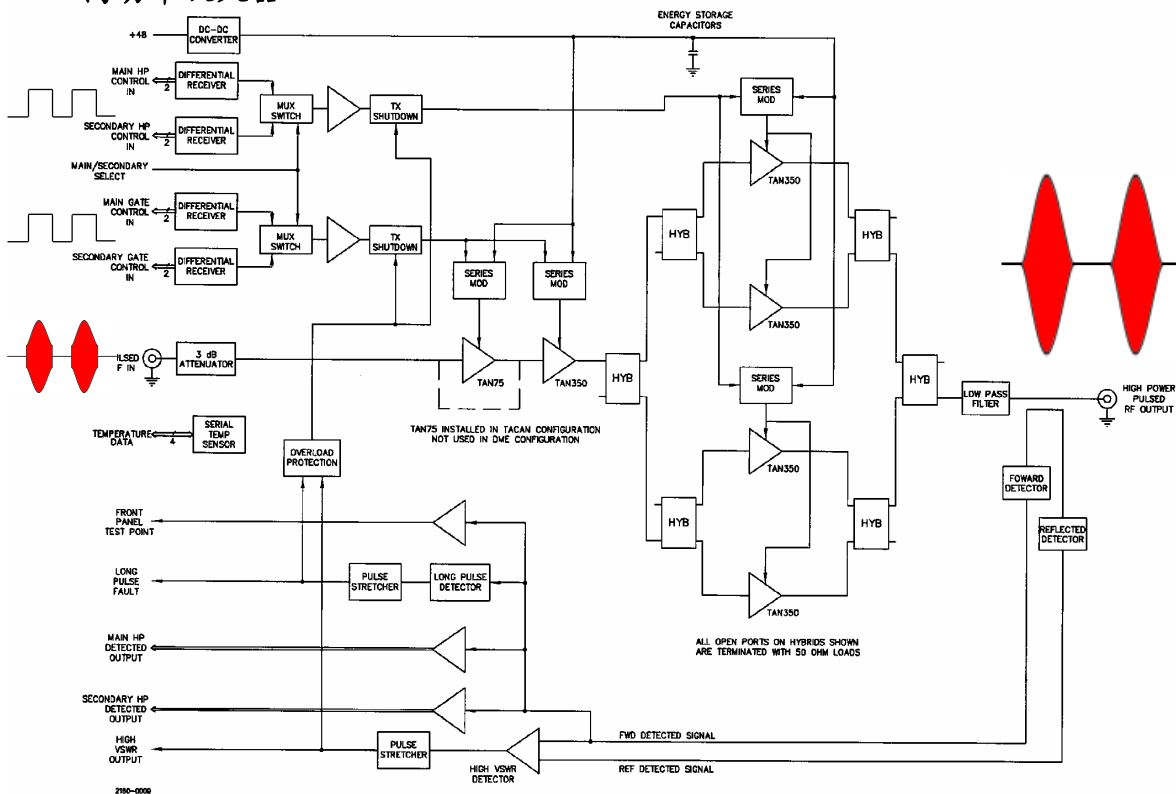 ENERGY STORAGE
CAPACITORS
+48
DC-DC
CONVERTER
MAIN HP
CONTROL
IN
2
DIFFERENTIAL
RECEIVER
MUX
SWITCH
TX
SHUTDOWN
SERIES
MOD
SECONDARY HP
CONTROL
IN
2
DIFFERENTIAL
RECEIVER
MAIN/SECONDARY
SELECT
TAN350
MAIN GATE
CONTROL
IN
2
DIFFERENTIAL
RECEIVER
MUX
SWITCH
TX
SHUTDOWN
HYB
HYB
SECONDARY GATE
CONTROL
IN
2
DIFFERENTIAL
RECEIVER
SERIES
MOD
SERIES
MOD
TAN350
ILSED
F IN
3 dB
ATTENUATOR
TAN75
TAN350
HYB
HYB
SERIES
MOD
LOW PASS
FILTER
HIGH POWER
PULSED
RF OUTPUT
TAN75 INSTALLED IN TACAN CONFIGURATION
NOT USED IN DME CONFIGURATION
TEMPERATURE
DATA
4
SERIAL
TEMP
SENSOR
OVERLOAD
PROTECTION
TAN350
FOWARD
DETECTOR
FRONT
PANEL
TEST POINT
HYB
HYB
REFLECTED
DETECTOR
LONG
PULSE
FAULT
PULSE
STRETCHER
LONG PULSE
DETECTOR
TAN350
MAIN HP
DETECTED
OUTPUT
ALL OPEN PORTS ON HYBRIDS SHOWN
ARE TERMINATED WITH 50 OHM LOADS
SECONDARY HP
DETECTED
OUTPUT
HIGH
VSWR
OUTPUT
PULSE
STRETCHER
HIGH VSWR
DETECTOR
FWD DETECTED SIGNAL
REF DETECTED SIGNAL
2180-0009